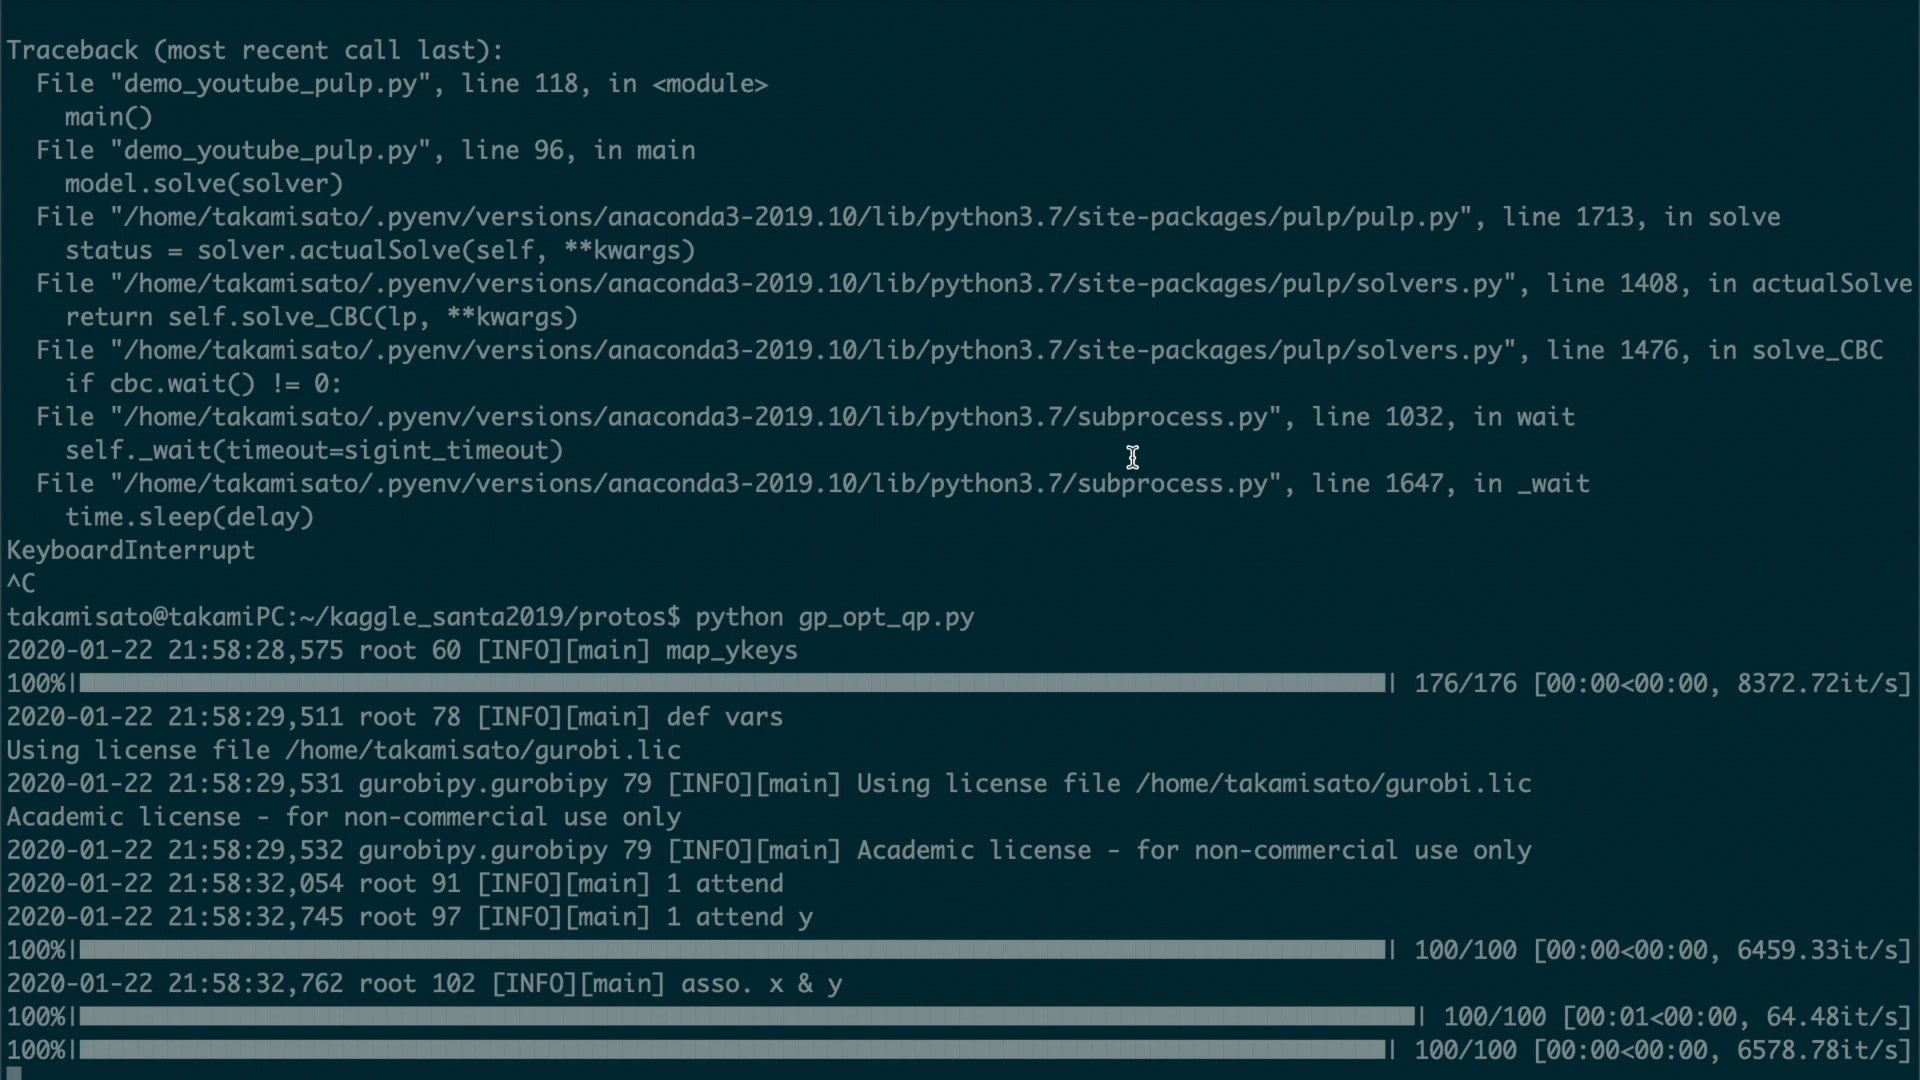 Traceback (most recent call last):
  File "demo_youtube_pulp.py", line 118, in <module>
    main()
  File "demo_youtube_pulp.py", line 96, in main
    model.solve(solver)
  File "/home/takamisato/.pyenv/versions/anaconda3-2019.10/lib/python3.7/site-packages/pulp/pulp.py", line 1713, in solve
    status = solver.actualSolve(self, **kwargs)
  File "/home/takamisato/.pyenv/versions/anaconda3-2019.10/lib/python3.7/site-packages/pulp/solvers.py", line 1408, in actualSolve
    return self.solve_CBC(lp, **kwargs)
  File "/home/takamisato/.pyenv/versions/anaconda3-2019.10/lib/python3.7/site-packages/pulp/solvers.py", line 1476, in solve_CBC
    if cbc.wait() != 0:
  File "/home/takamisato/.pyenv/versions/anaconda3-2019.10/lib/python3.7/subprocess.py", line 1032, in wait
    self._wait(timeout=sigint_timeout)
  File "/home/takamisato/.pyenv/versions/anaconda3-2019.10/lib/python3.7/subprocess.py", line 1647, in _wait
    time.sleep(delay)
KeyboardInterrupt
^C
takamisato@takamiPC:~/kaggle_santa2019/protos$ python gp_opt_qp.py
2020-01-22 21:58:28,575 root 60 [INFO][main] map_ykeys
100%| | 176/176 [00:00<00:00, 8372.72it/s]
2020-01-22 21:58:29,511 root 78 [INFO][main] def vars
Using license file /home/takamisato/gurobi.lic
2020-01-22 21:58:29,531 gurobipy.gurobipy 79 [INFO][main] Using license file /home/takamisato/gurobi.lic
Academic license - for non-commercial use only
2020-01-22 21:58:29,532 gurobipy.gurobipy 79 [INFO][main] Academic license - for non-commercial use only
2020-01-22 21:58:32,054 root 91 [INFO][main] 1 attend
2020-01-22 21:58:32,745 root 97 [INFO][main] 1 attend y
100%| | 100/100 [00:00<00:00, 6459.33it/s]
2020-01-22 21:58:32,762 root 102 [INFO][main] asso. x & y
100%| | 100/100 [00:01<00:00, 64.48it/s]
100%| | 100/100 [00:00<00:00, 6578.78it/s]